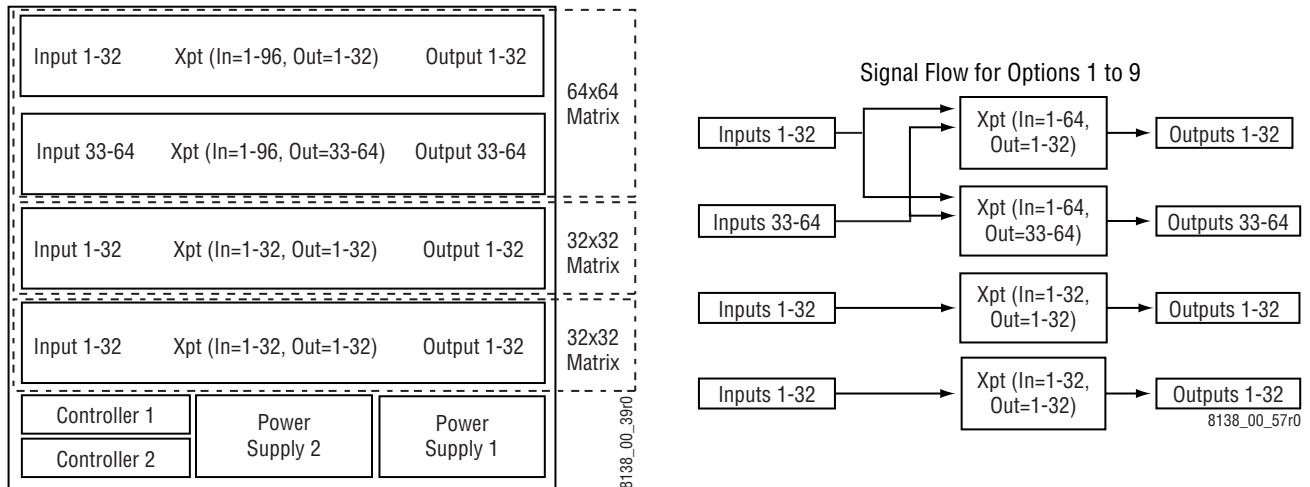 Input 1-32 Xpt (In=1-96, Out=1-32) Output 1-32
Input 33-64 Xpt (In=1-96, Out=33-64) Output 33-64
64x64
Matrix
Input 1-32 Xpt (In=1-32, Out=1-32) Output 1-32
32x32
Matrix
Input 1-32 Xpt (In=1-32, Out=1-32) Output 1-32
32x32
Matrix
Controller 1
Controller 2
Power
Supply 2
Power
Supply 1
8138_00_39r0
Signal Flow for Options 1 to 9
Inputs 1-32
Xpt (In=1-64,
Out=1-32)
Outputs 1-32
Inputs 33-64
Xpt (In=1-64,
Out=33-64)
Outputs 33-64
Inputs 1-32
Xpt (In=1-32,
Out=1-32)
Outputs 1-32
Inputs 1-32
Xpt (In=1-32,
Out=1-32)
Outputs 1-32
8138_00_57r0